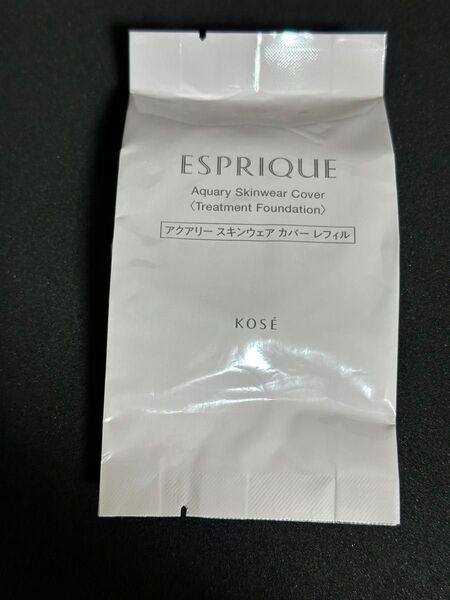 ESPRIQUE
Aquary Skinwear Cover
〈Treatment Foundation〉
アクアリー スキンウェア カバー レフィル
KOSÉ